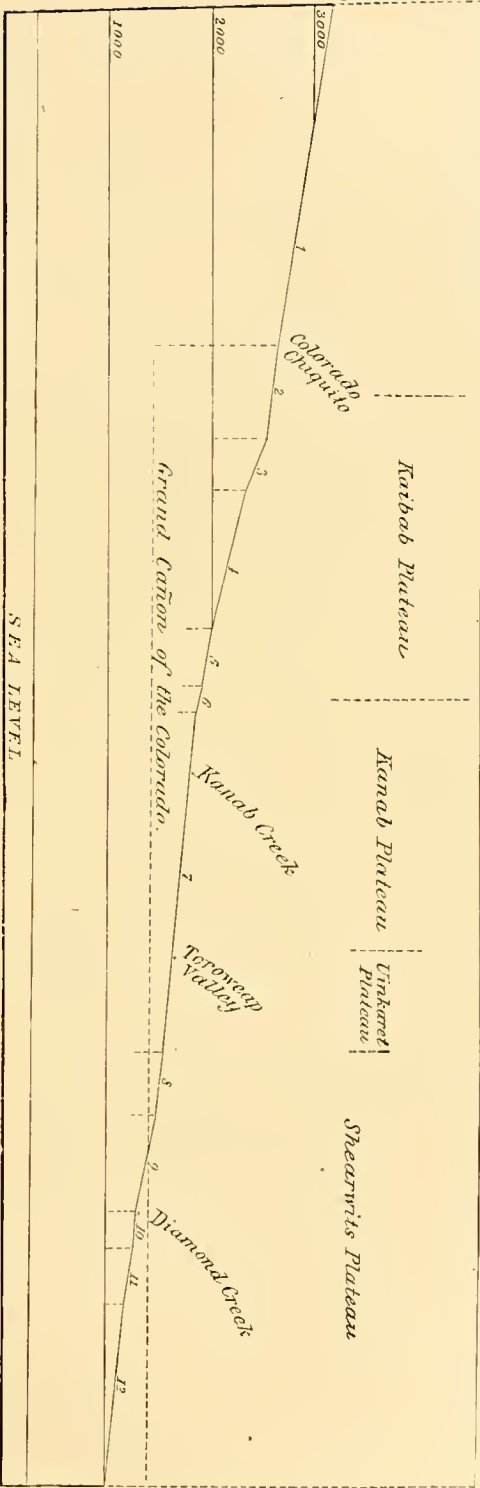 Kaibab Plateau
Kanab Plateau
Uinkaret
Plateau
Shearwits Plateau
3000
2000
1000
1
Colorado
Chiquito
2
3
4
5
6
Kanab Creek
7
Toroweap
Valley
8
9
Diamond Creek
10
11
12
Grand Cañon of the Colorado.
SEA LEVEL